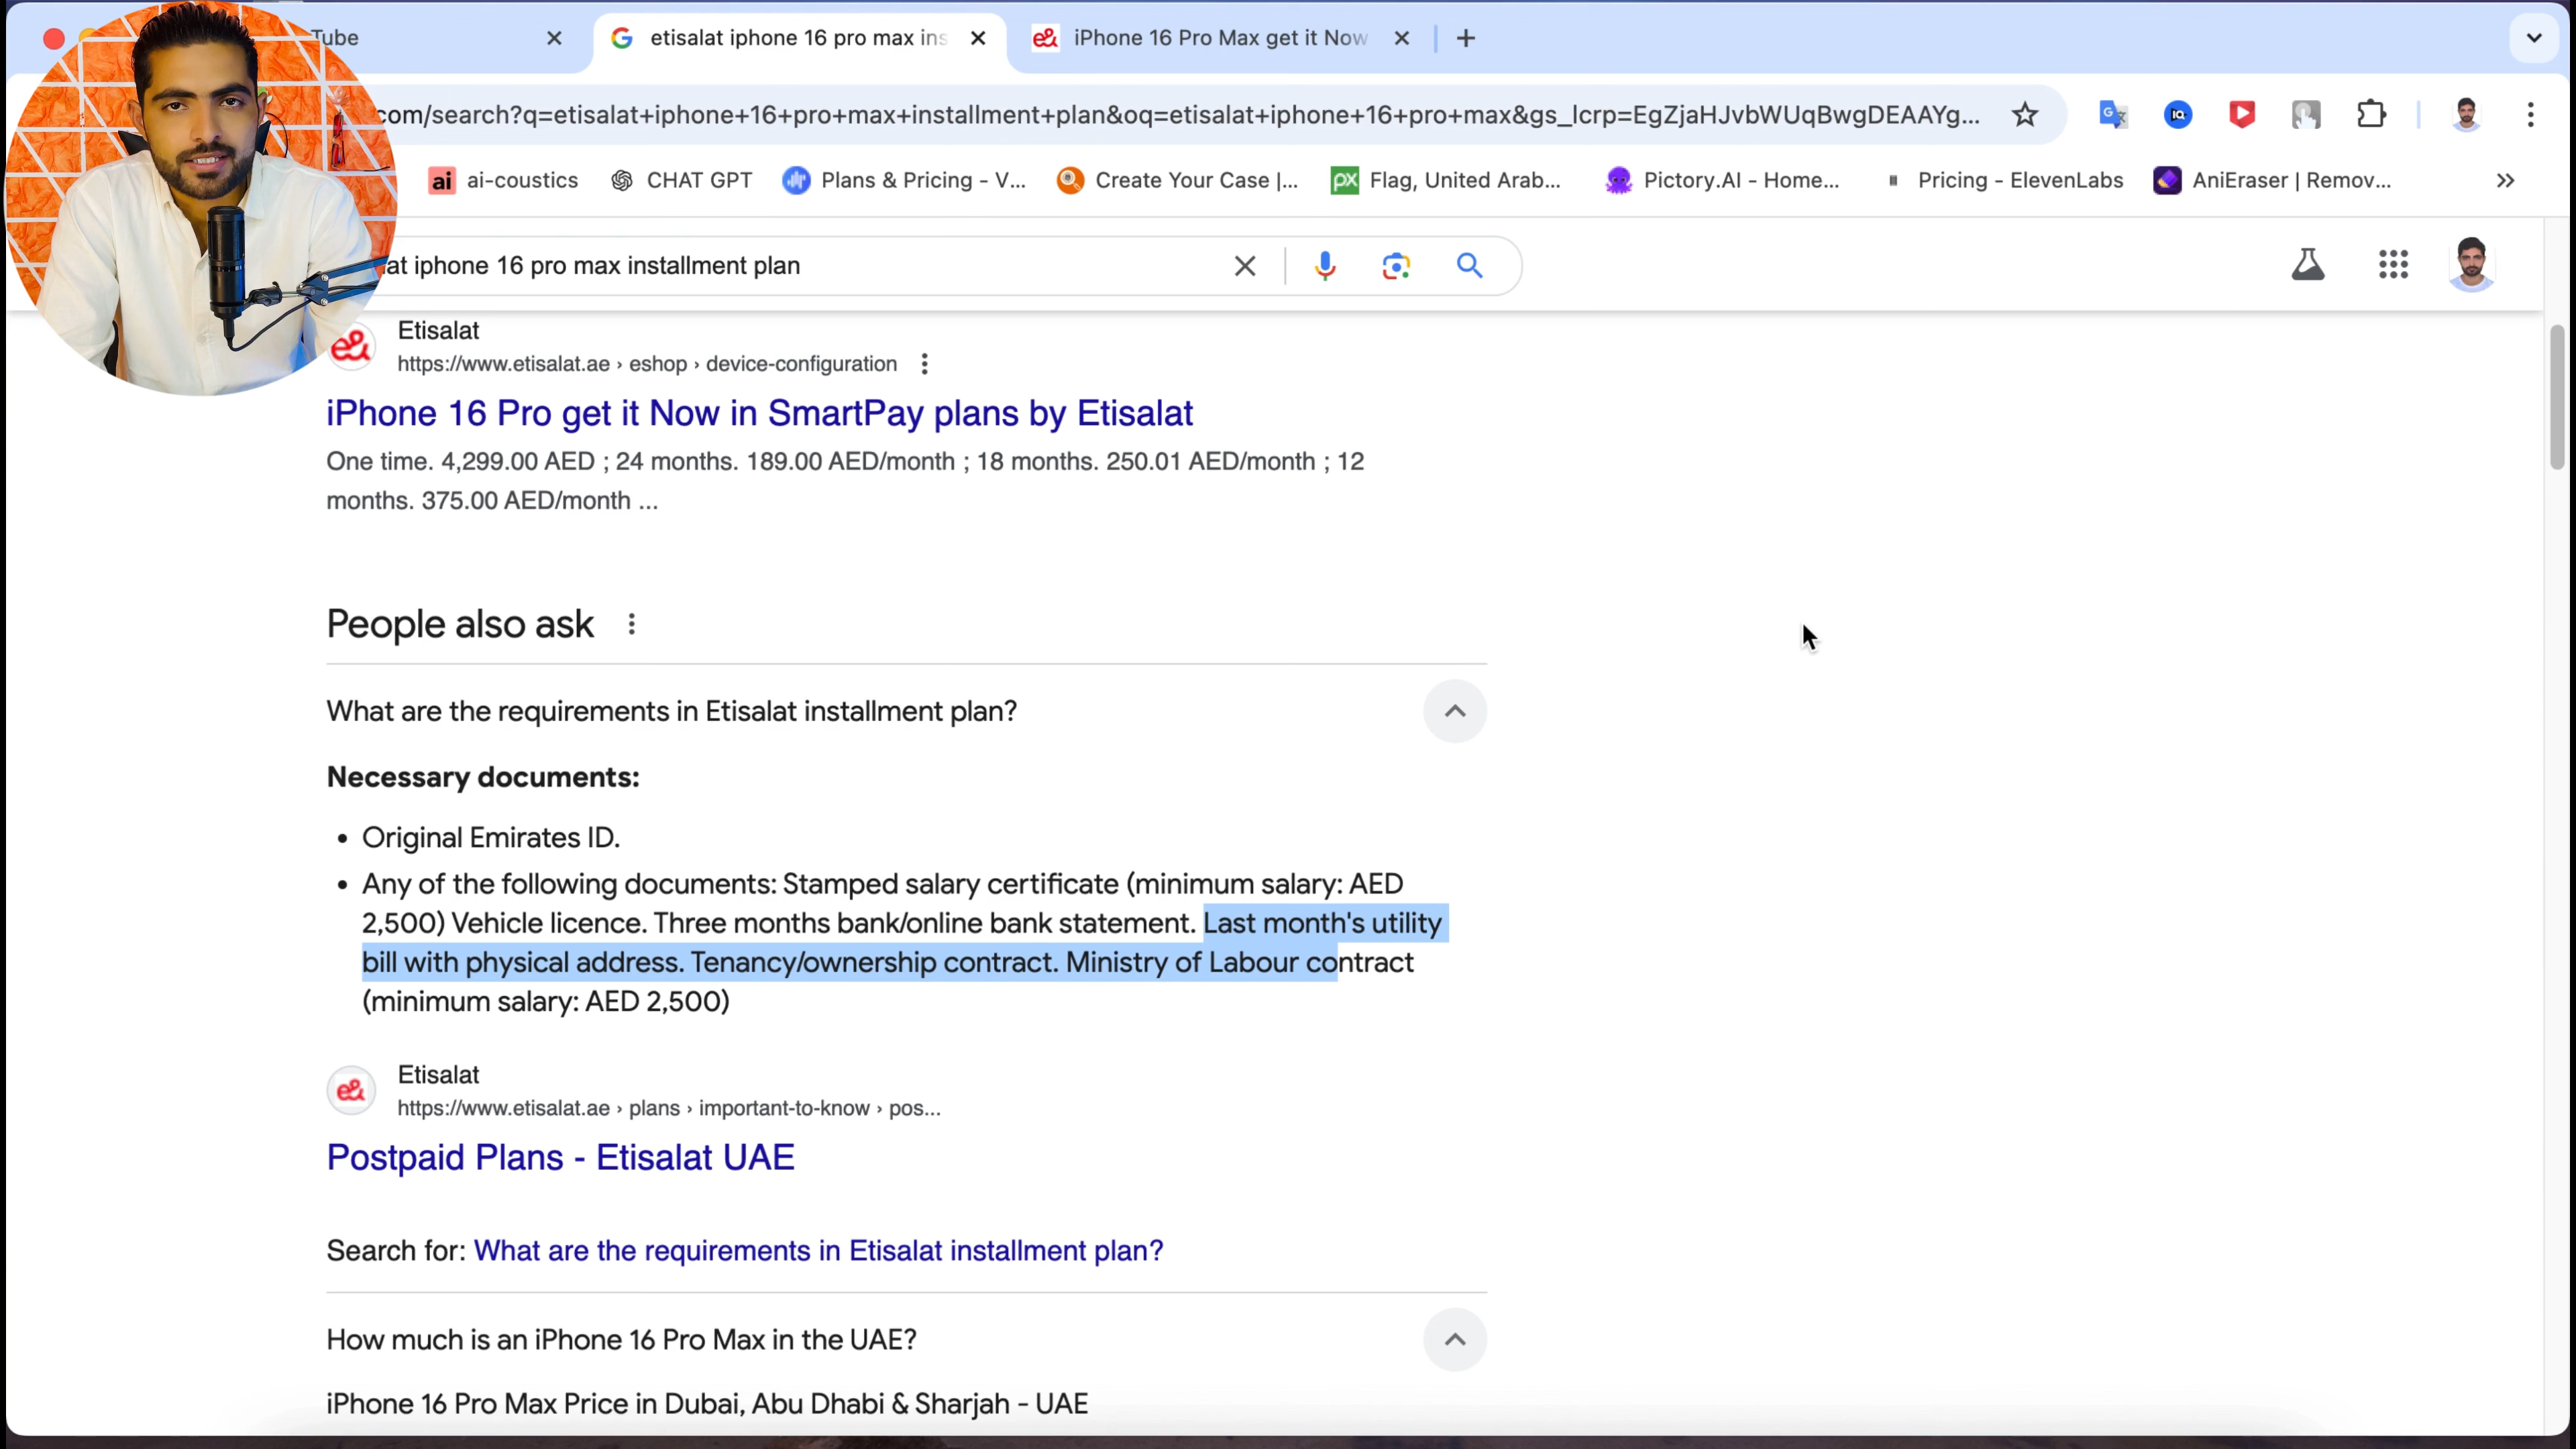 Tube
etisalat iphone 16 pro max ins
iPhone 16 Pro Max get it Now
com/search?q=etisalat+iphone+16+pro+max+installment+plan&oq=etisalat+iphone+16+pro+max&gs_lcrp=EgZjaHJvbWUqBwgDEAAYg...
ai ai-coustics
CHAT GPT
Plans & Pricing - V...
Create Your Case |...
px Flag, United Arab...
Pictory.AI - Home...
Pricing - ElevenLabs
AniEraser | Remov...
at iphone 16 pro max installment plan
Etisalat
https://www.etisalat.ae › eshop › device-configuration
iPhone 16 Pro get it Now in SmartPay plans by Etisalat
One time. 4,299.00 AED ; 24 months. 189.00 AED/month ; 18 months. 250.01 AED/month ; 12
months. 375.00 AED/month ...
People also ask
What are the requirements in Etisalat installment plan?
Necessary documents:
• Original Emirates ID.
• Any of the following documents: Stamped salary certificate (minimum salary: AED
2,500) Vehicle licence. Three months bank/online bank statement. Last month's utility
bill with physical address. Tenancy/ownership contract. Ministry of Labour contract
(minimum salary: AED 2,500)
Etisalat
https://www.etisalat.ae › plans › important-to-know › pos...
Postpaid Plans - Etisalat UAE
Search for: What are the requirements in Etisalat installment plan?
How much is an iPhone 16 Pro Max in the UAE?
iPhone 16 Pro Max Price in Dubai, Abu Dhabi & Sharjah - UAE